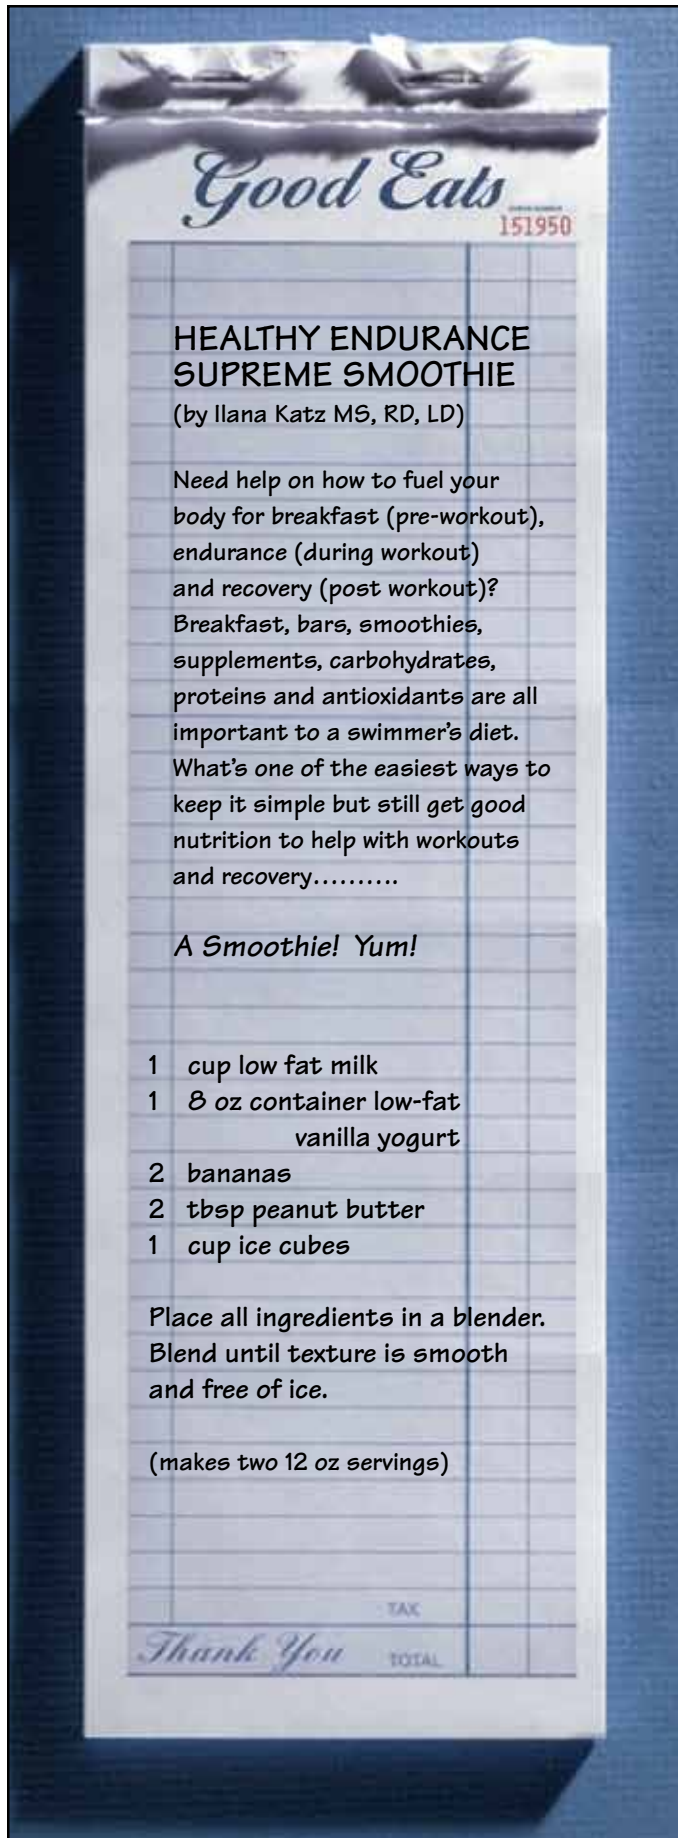 Good Eats
151950
HEALTHY ENDURANCE
SUPREME SMOOTHIE
(by Ilana Katz MS, RD, LD)
Need help on how to fuel your
body for breakfast (pre-workout),
endurance (during workout)
and recovery (post workout)?
Breakfast, bars, smoothies,
supplements, carbohydrates,
proteins and antioxidants are all
important to a swimmer's diet.
What's one of the easiest ways to
keep it simple but still get good
nutrition to help with workouts
and recovery……….
A Smoothie! Yum!
1 cup low fat milk
1 8 oz container low-fat
vanilla yogurt
2 bananas
2 tbsp peanut butter
1 cup ice cubes
Place all ingredients in a blender.
Blend until texture is smooth
and free of ice.
(makes two 12 oz servings)
TAX
Thank You TOTAL